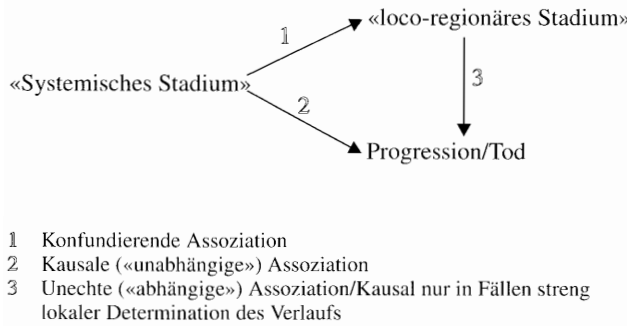 «loco-regionäres Stadium»
1
«Systemisches Stadium»
3
2
Progression/Tod
1 Konfundierende Assoziation
2 Kausale («unabhängige») Assoziation
3 Unechte («abhängige») Assoziation/Kausal nur in Fällen streng
lokaler Determination des Verlaufs